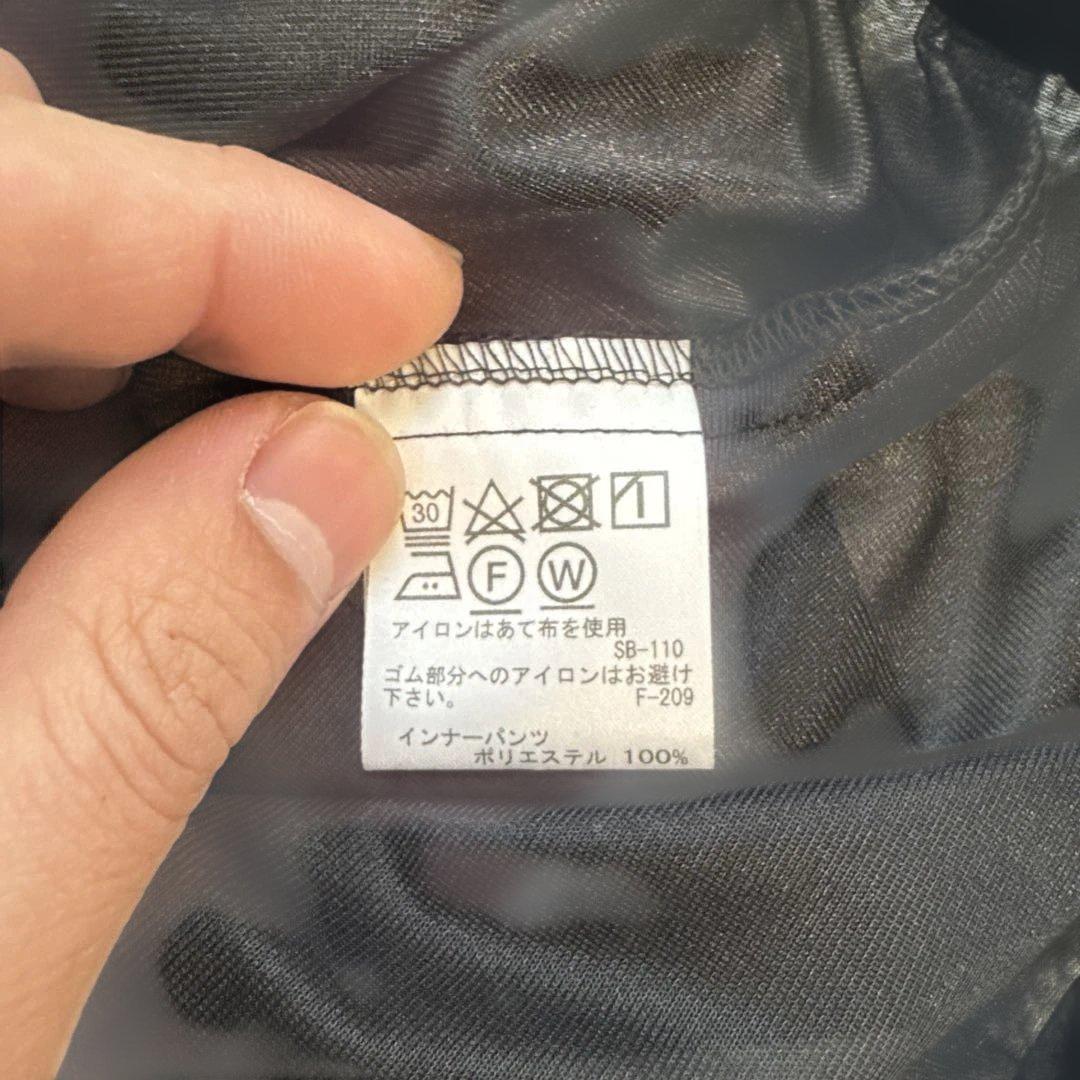 30
F W
アイロンはあて布を使用
SB-110
ゴム部分へのアイロンはお避け
下さい。 F-209
インナーパンツ
ポリエステル 100%